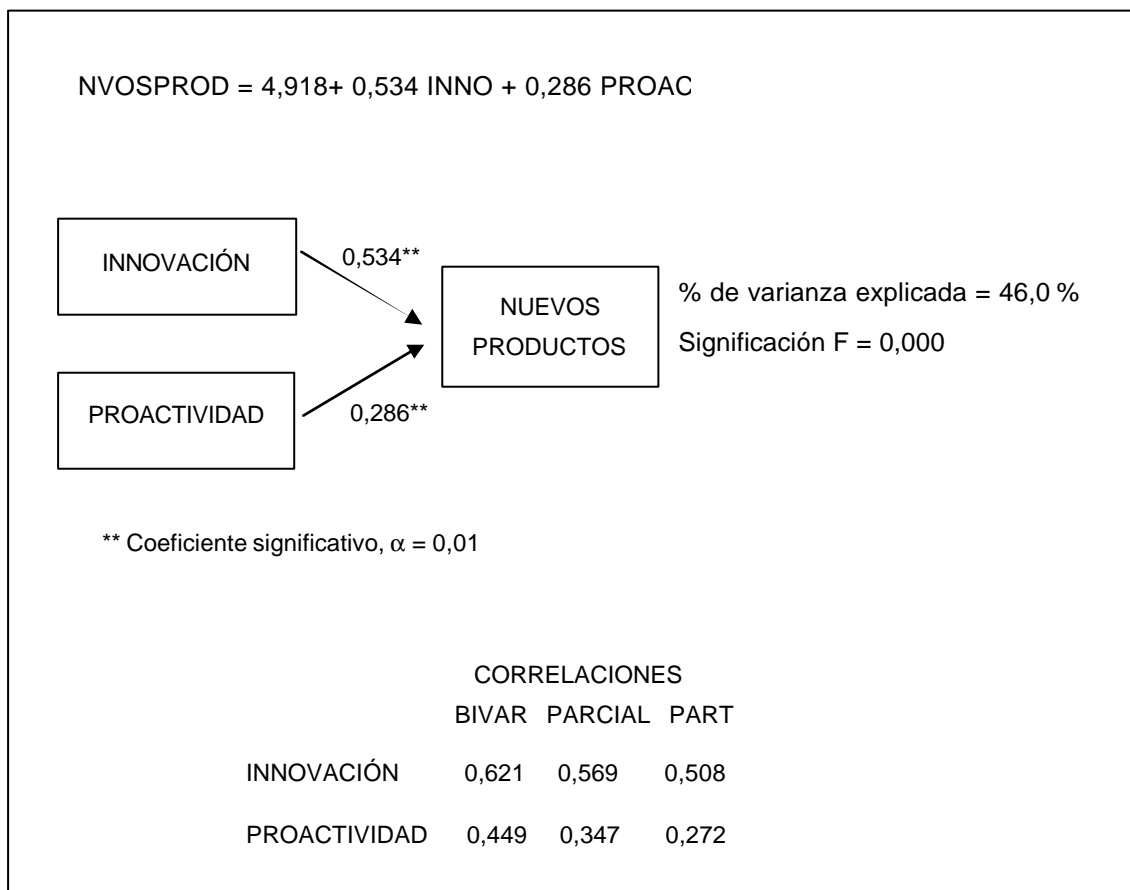 NVOSPROD = 4,918+ 0,534 INNO + 0,286 PROAC
INNOVACIÓN
0,534**
NUEVOS
PRODUCTOS
% de varianza explicada = 46,0 %
Significación F = 0,000
PROACTIVIDAD
0,286**
** Coeficiente significativo, α = 0,01
CORRELACIONES
BIVAR PARCIAL PART
INNOVACIÓN 0,621 0,569 0,508
PROACTIVIDAD 0,449 0,347 0,272